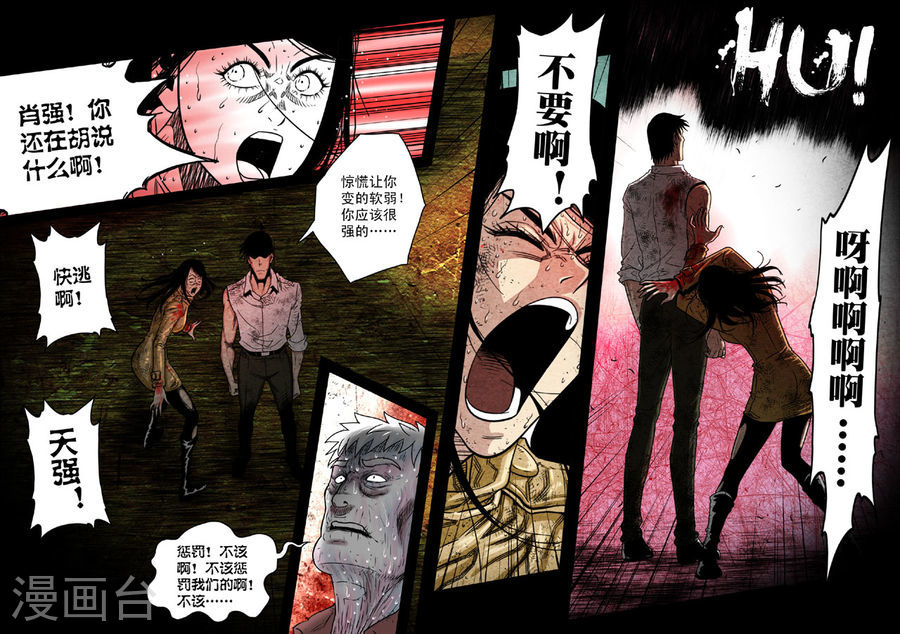 肖强！你
还在胡说
什么啊！
惊慌让你
变的软弱！
你应该很
强的……
快逃
啊！
天强！
惩罚！不该
啊！不该惩
罚我们的啊！
不该……
不要啊！
HU!
呀啊啊啊啊……
漫画台